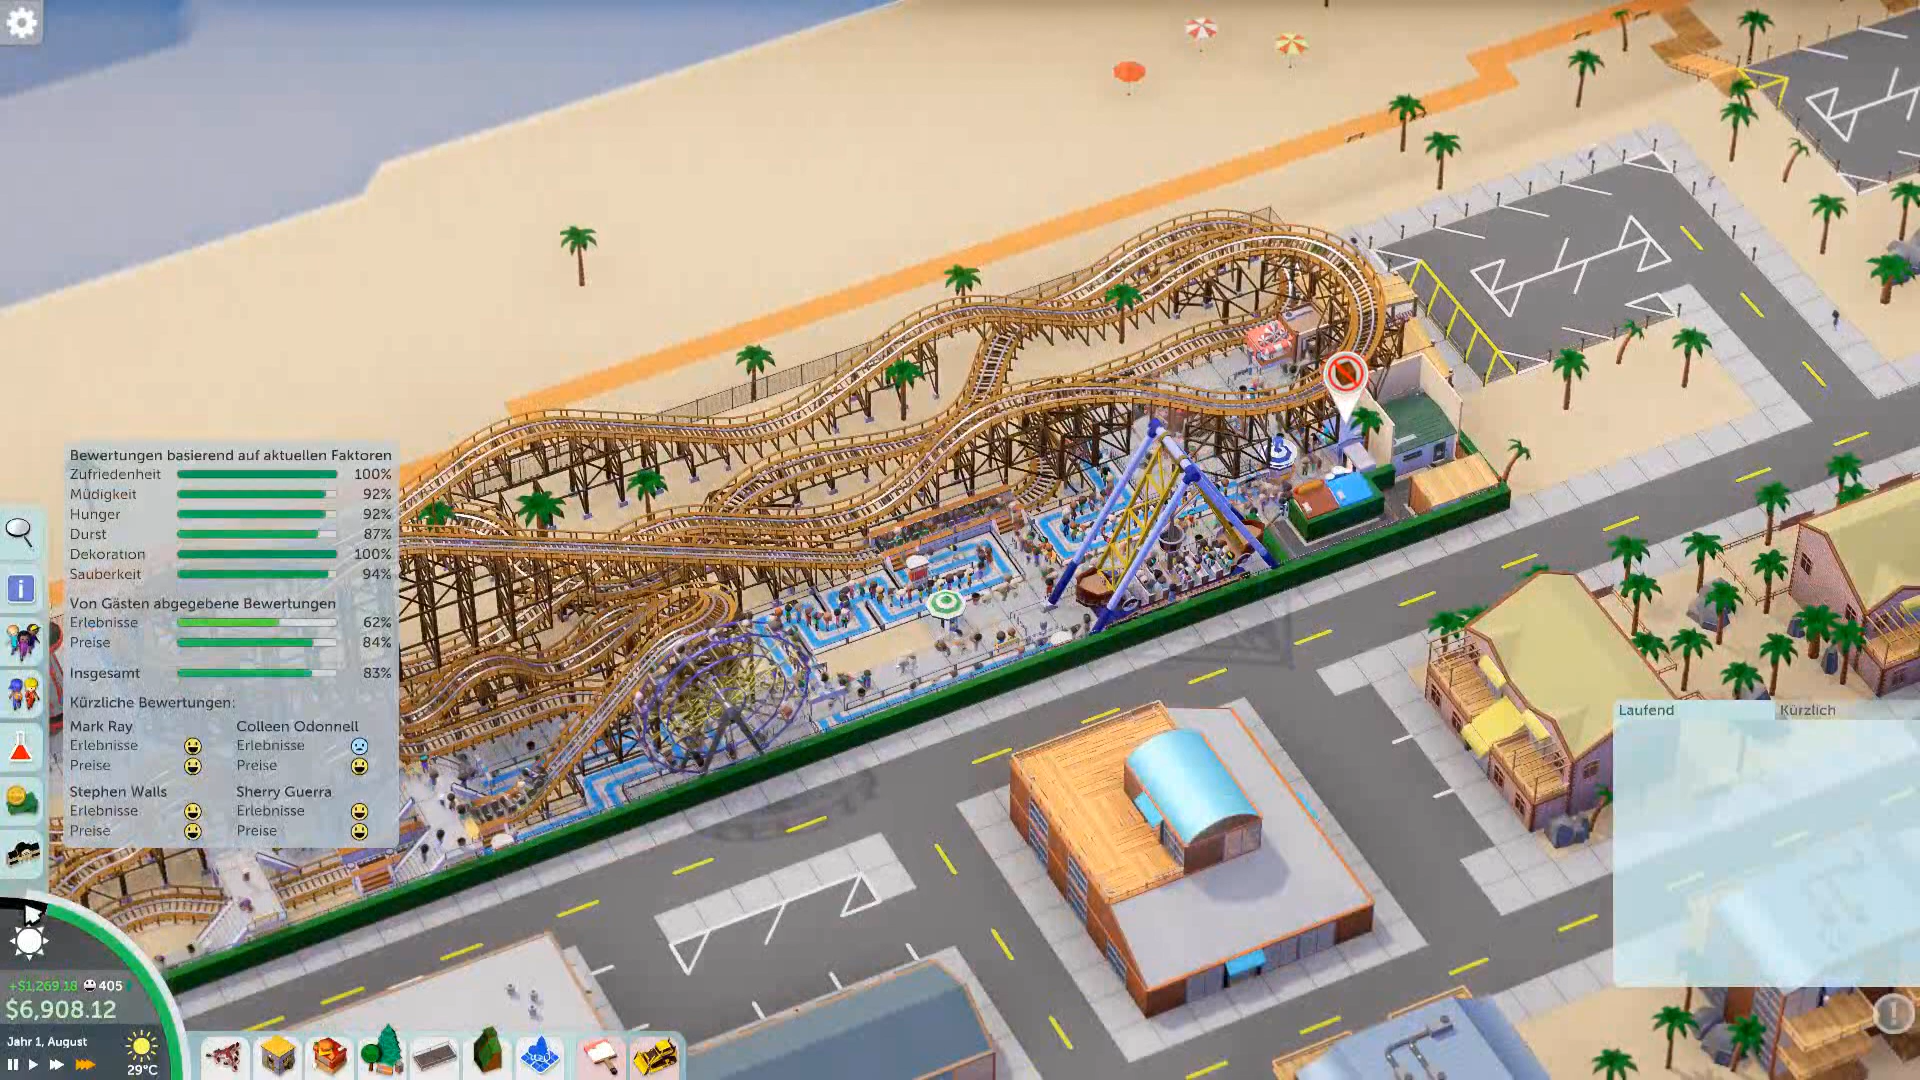 Bewertungen basierend auf aktuellen Faktoren
Zufriedenheit 100%
Müdigkeit 92%
Hunger 92%
Durst 87%
Dekoration 100%
Sauberkeit 94%
Von Gästen abgegebene Bewertungen
Erlebnisse 62%
Preise 84%
Insgesamt 83%
Kürzliche Bewertungen:
Mark Ray Colleen Odonnell
Erlebnisse Erlebnisse
Preise Preise
Stephen Walls Sherry Guerra
Erlebnisse Erlebnisse
Preise Preise
Laufend Kürzlich
+$1,269.18 405
$6,908.12
Jahr 1, August
29°C